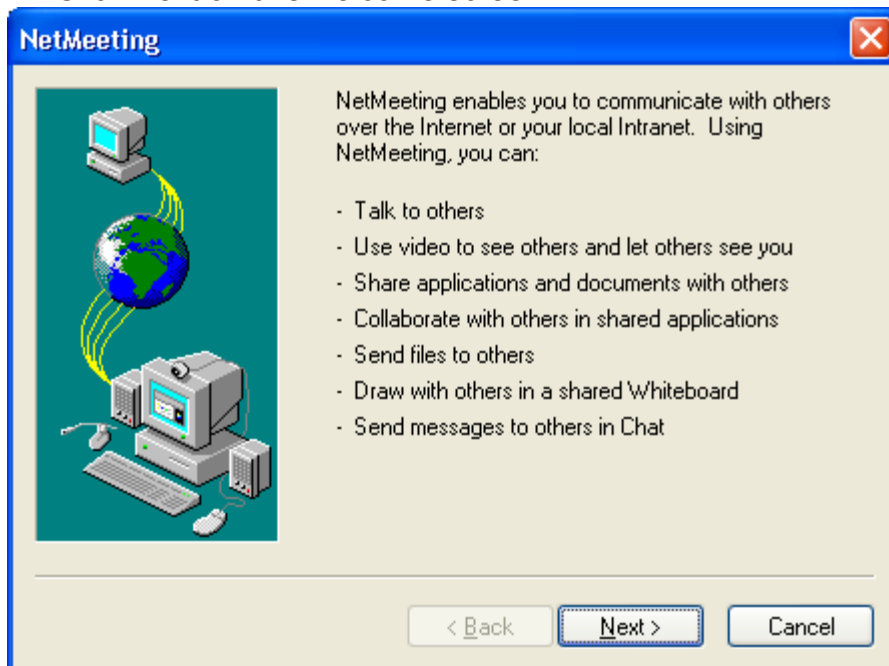 NetMeeting
NetMeeting enables you to communicate with others
over the Internet or your local Intranet.  Using
NetMeeting, you can:
- Talk to others
- Use video to see others and let others see you
- Share applications and documents with others
- Collaborate with others in shared applications
- Send files to others
- Draw with others in a shared Whiteboard
- Send messages to others in Chat
< Back
Next >
Cancel